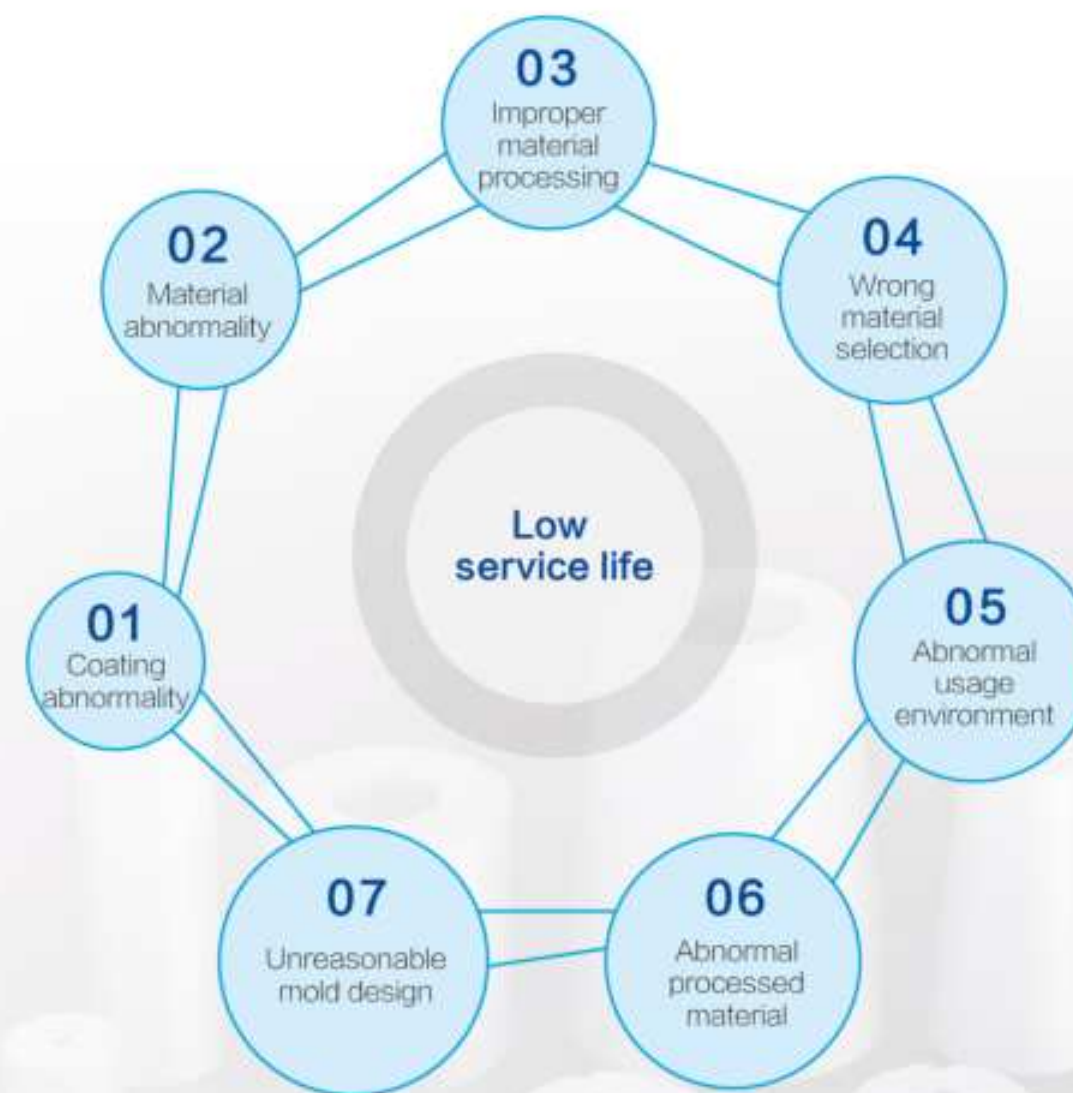 03
Improper
material
processing
02
Material
abnormality
04
Wrong
material
selection
Low
service life
01
Coating
abnormality
05
Abnormal
usage
environment
07
Unreasonable
mold design
06
Abnormal
processed
material